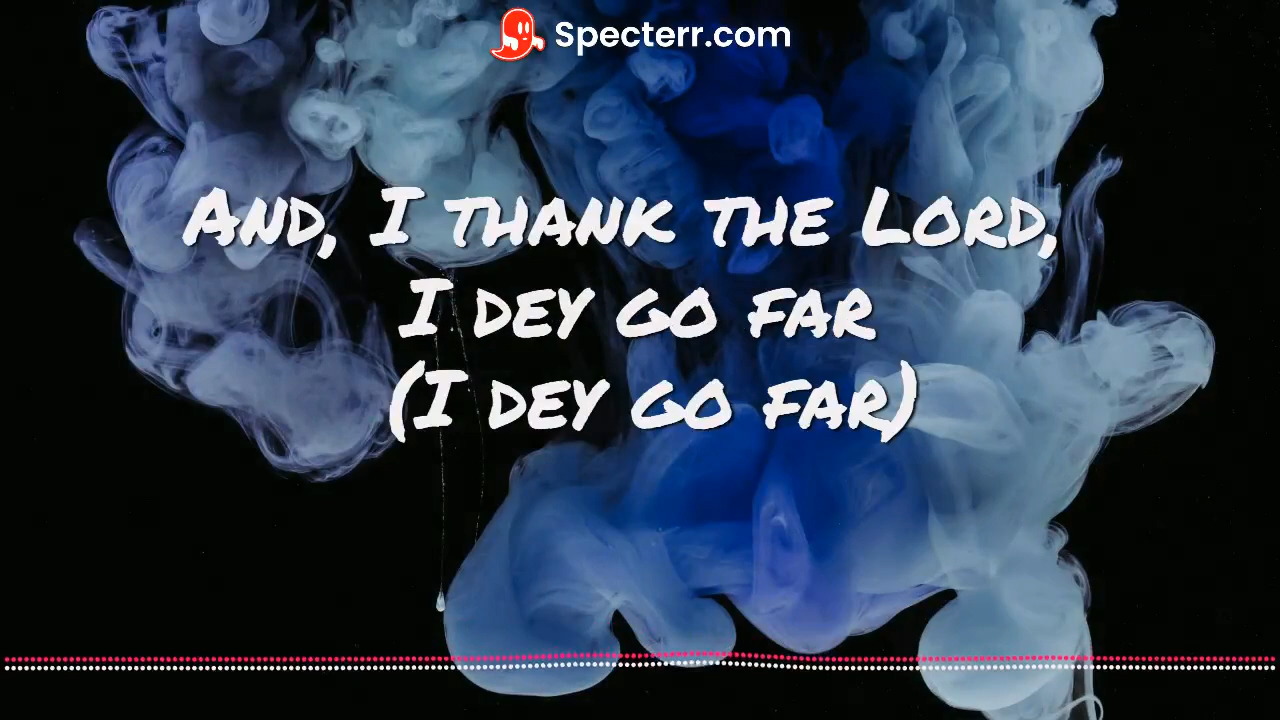 Specterr.com
And, I thank the Lord,
I dey go far
(I dey go far)